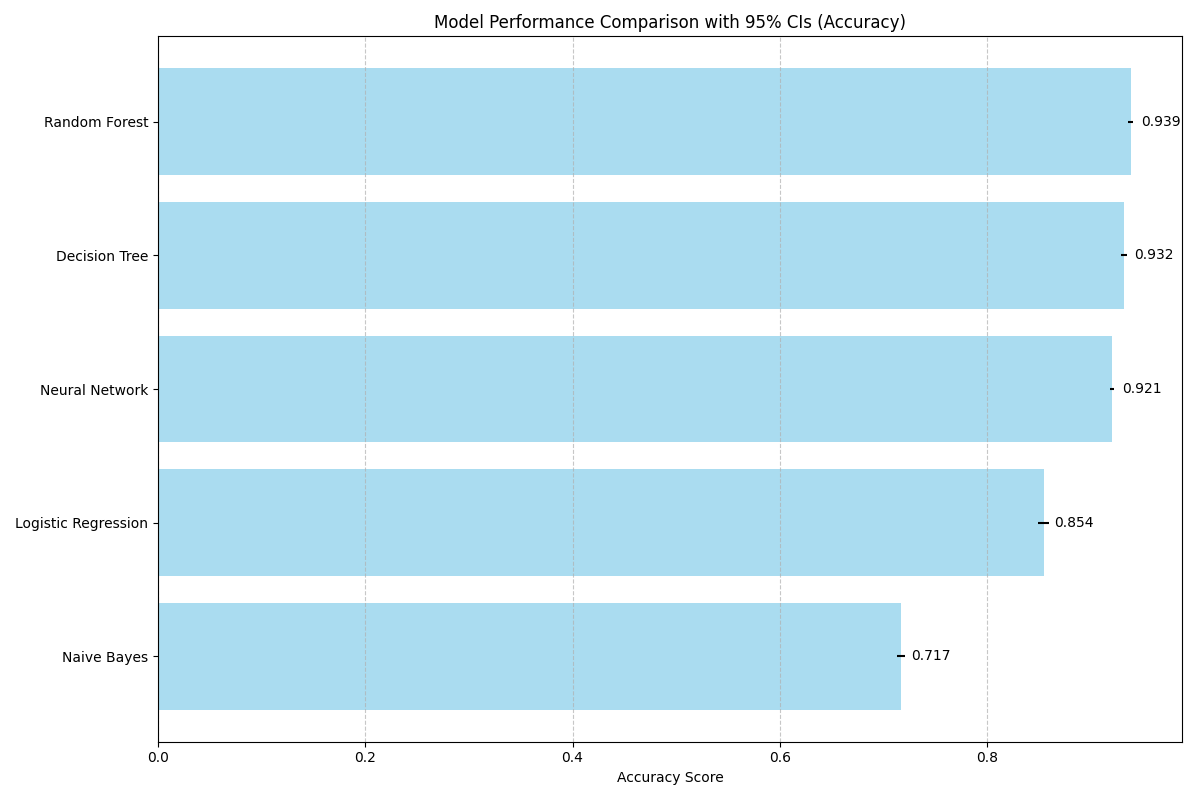 Model Performance Comparison with 95% CIs (Accuracy)
Random Forest
0.939
Decision Tree
0.932
Neural Network
0.921
Logistic Regression
0.854
Naive Bayes
0.717
0.0 0.2 0.4 0.6 0.8
Accuracy Score